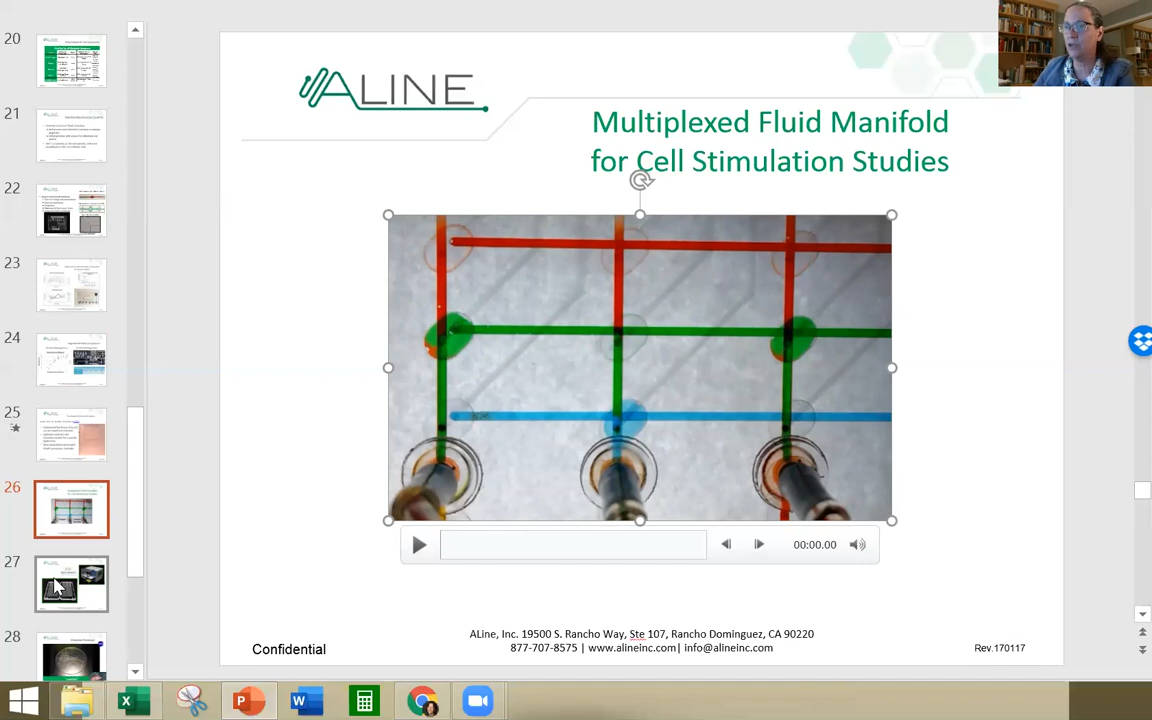 20
21
22
23
24
25
26
27
28
ALINE
Multiplexed Fluid Manifold
for Cell Stimulation Studies
00:00.00
ALine, Inc. 19500 S. Rancho Way, Ste 107, Rancho Dominguez, CA 90220
877-707-8575 | www.alineinc.com| info@alineinc.com
Confidential
Rev.170117